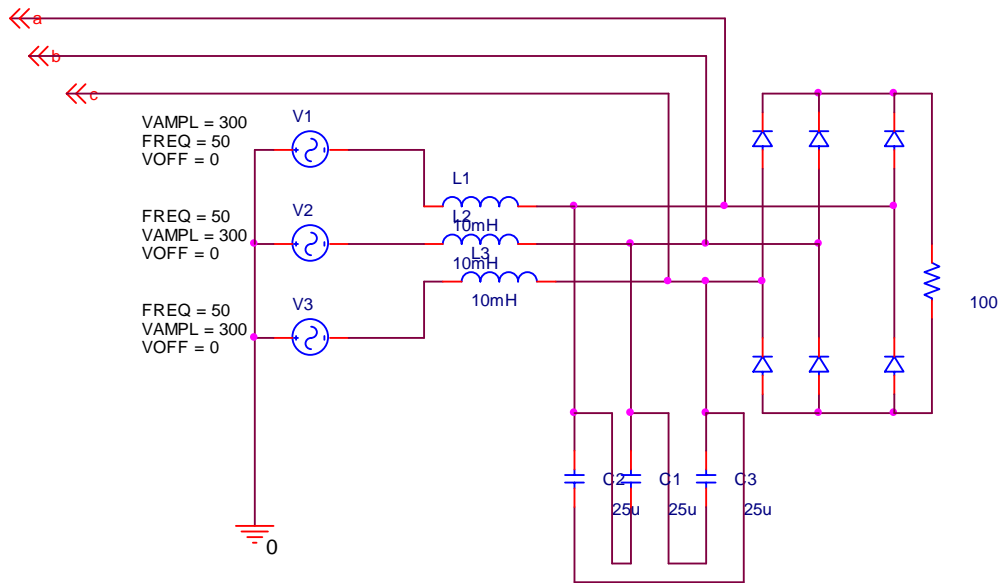 a
b
c
VAMPL = 300
FREQ = 50
VOFF = 0
V1
L1
10mH
FREQ = 50
VAMPL = 300
VOFF = 0
V2
L2
10mH
FREQ = 50
VAMPL = 300
VOFF = 0
V3
L3
10mH
100
C2
25u
C1
25u
C3
25u
0